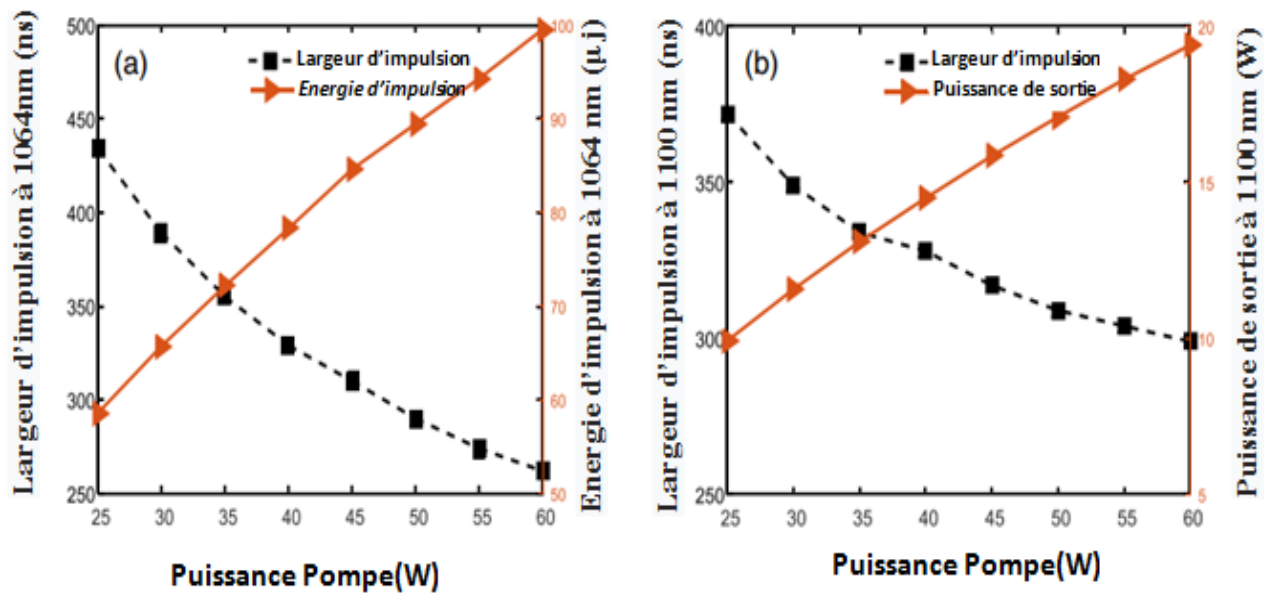 (a)
Largeur d'impulsion
Energie d'impulsion
Largeur d'impulsion à 1064nm (ns)
500
450
400
350
300
250
Energie d'impulsion à 1064 nm (µj)
100
90
80
70
60
50
25 30 35 40 45 50 55 60
Puissance Pompe(W)
(b)
Largeur d'impulsion
Puissance de sortie
Largeur d'impulsion à 1100 nm (ns)
400
350
300
250
Puissance de sortie à 1100 nm (W)
20
15
10
5
25 30 35 40 45 50 55 60
Puissance Pompe(W)